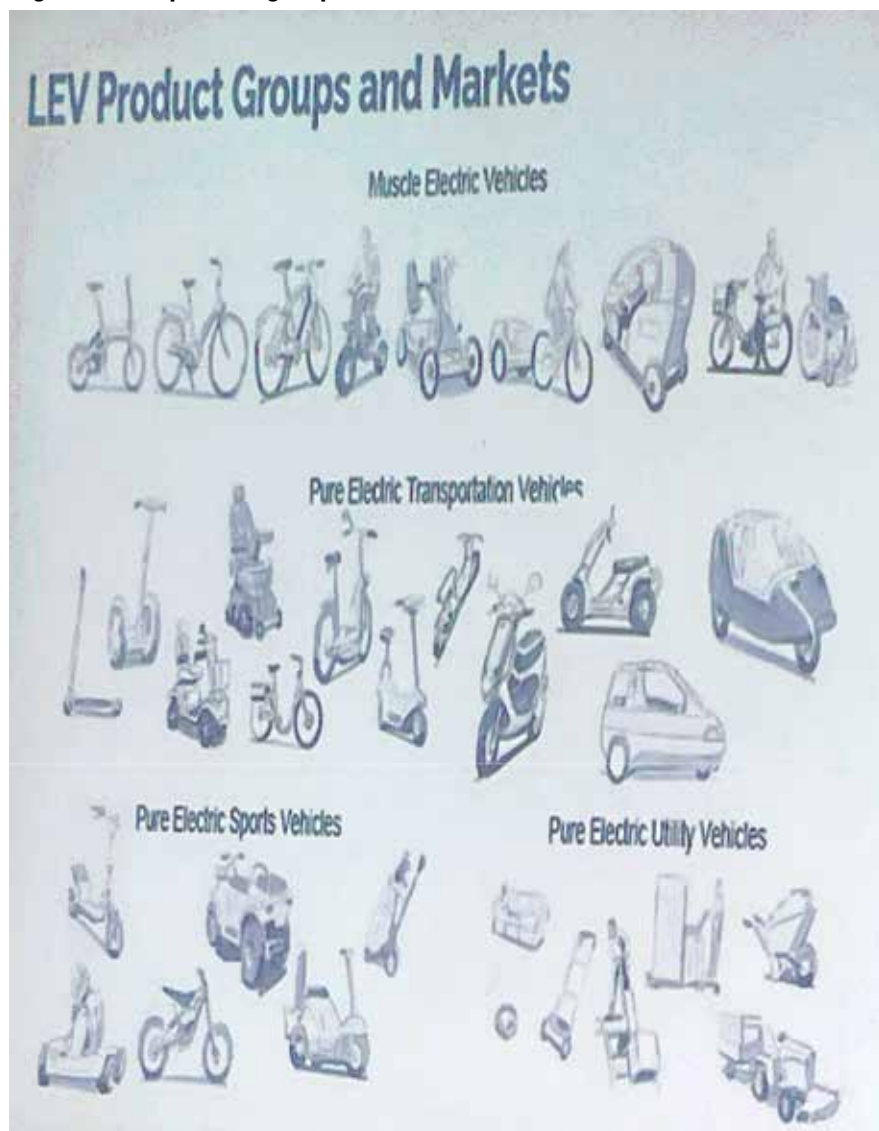 LEV Product Groups and Markets
Muscle Electric Vehicles
Pure Electric Transportation Vehicles
Pure Electric Sports Vehicles
Pure Electric Utility Vehicles